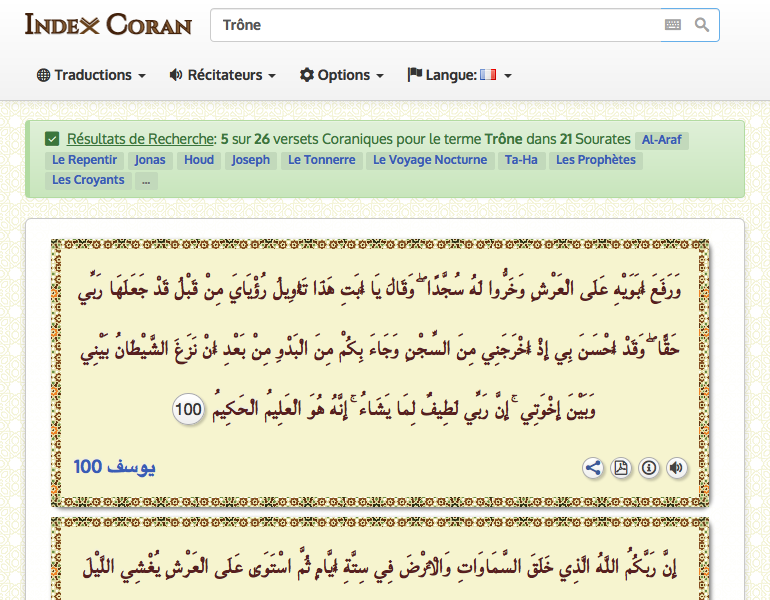 Index Coran
Trône
Traductions
Récitateurs
Options
Langue:
Résultats de Recherche: 5 sur 26 versets Coraniques pour le terme Trône dans 21 Sourates Al-Araf
Le Repentir Jonas Houd Joseph Le Tonnerre Le Voyage Nocturne Ta-Ha Les Prophètes
Les Croyants ...
وَرَفَعَ أَبَوَيْهِ عَلَى الْعَرْشِ وَخَرُّوا لَهُ سُجَّدًا ۖ وَقَالَ يَا أَبَتِ هَٰذَا تَأْوِيلُ رُؤْيَايَ مِنْ قَبْلُ قَدْ جَعَلَهَا رَبِّي
حَقًّا ۖ وَقَدْ أَحْسَنَ بِي إِذْ أَخْرَجَنِي مِنَ السِّجْنِ وَجَاءَ بِكُمْ مِنَ الْبَدْوِ مِنْ بَعْدِ أَنْ نَزَغَ الشَّيْطَانُ بَيْنِي
وَبَيْنَ إِخْوَتِي ۚ إِنَّ رَبِّي لَطِيفٌ لِمَا يَشَاءُ ۚ إِنَّهُ هُوَ الْعَلِيمُ الْحَكِيمُ 100
يوسف 100
إِنَّ رَبَّكُمُ اللَّهُ الَّذِي خَلَقَ السَّمَاوَاتِ وَالْأَرْضَ فِي سِتَّةِ أَيَّامٍ ثُمَّ اسْتَوَىٰ عَلَى الْعَرْشِ يُغْشِي اللَّيْلَ